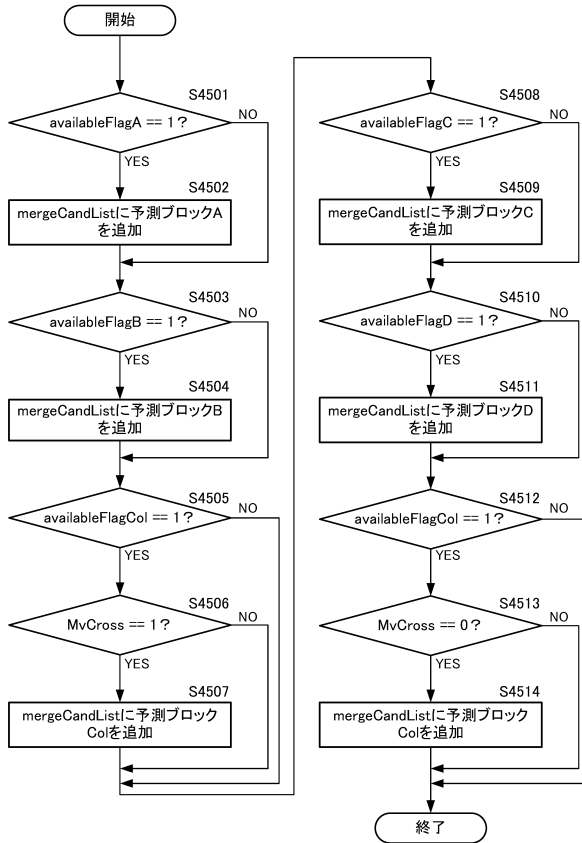 開始
S4501
availableFlagA == 1?
NO
YES
S4502
mergeCandListに予測ブロックA
を追加
S4503
availableFlagB == 1?
NO
YES
S4504
mergeCandListに予測ブロックB
を追加
S4505
availableFlagCol == 1?
NO
YES
S4506
MvCross == 1?
NO
YES
S4507
mergeCandListに予測ブロック
Colを追加
S4508
availableFlagC == 1?
NO
YES
S4509
mergeCandListに予測ブロックC
を追加
S4510
availableFlagD == 1?
NO
YES
S4511
mergeCandListに予測ブロックD
を追加
S4512
availableFlagCol == 1?
NO
YES
S4513
MvCross == 0?
NO
YES
S4514
mergeCandListに予測ブロック
Colを追加
終了